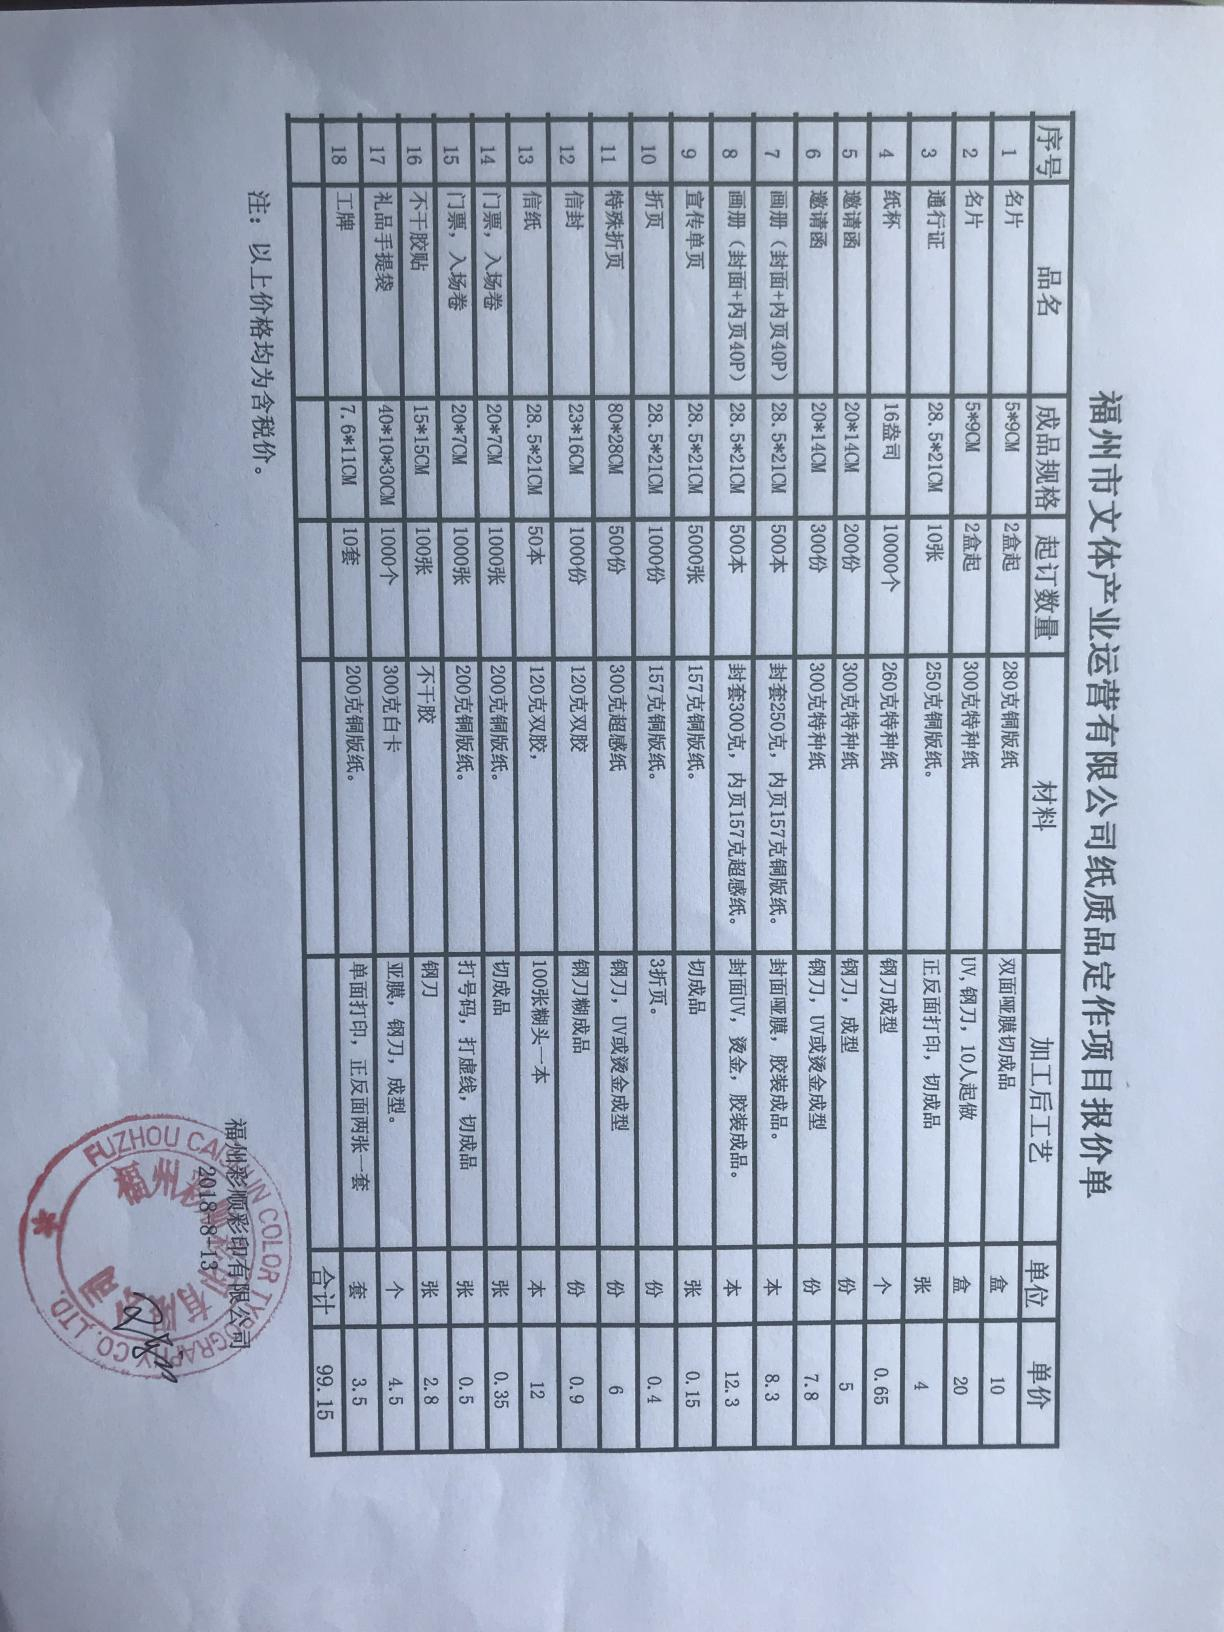 福州市文体产业运营有限公司纸质品定作项目报价单
序号 品名 成品规格 起订数量 材料 加工后工艺 单位 单价
1 名片 5*9CM 2盒起 280克铜版纸 双面哑膜切成品 盒 10
2 名片 5*9CM 2盒起 300克特种纸 UV,钢刀，10人起做 盒 20
3 通行证 28.5*21CM 10张 250克铜版纸。 正反面打印，切成品 张 4
4 纸杯 16盎司 10000个 260克特种纸 钢刀成型 个 0.65
5 邀请函 20*14CM 200份 300克特种纸 钢刀，成型 份 5
6 邀请函 20*14CM 300份 300克特种纸 钢刀，UV或烫金成型 份 7.8
7 画册（封面+内页40P） 28.5*21CM 500本 封套250克，内页157克铜版纸。 封面哑膜，胶装成品。 本 8.3
8 画册（封面+内页40P） 28.5*21CM 500本 封套300克，内页157克超感纸。 封面UV，烫金，胶装成品。 本 12.3
9 宣传单页 28.5*21CM 5000张 157克铜版纸。 切成品 张 0.15
10 折页 28.5*21CM 1000份 157克铜版纸。 3折页。 份 0.4
11 特殊折页 80*28CM 500份 300克超感纸 钢刀，UV或烫金成型 份 6
12 信封 23*16CM 1000份 120克双胶 钢刀糊成品 份 0.9
13 信纸 28.5*21CM 50本 120克双胶， 100张糊头一本 本 12
14 门票，入场卷 20*7CM 1000张 200克铜版纸。 切成品 张 0.35
15 门票，入场卷 20*7CM 1000张 200克铜版纸。 打号码，打虚线，切成品 张 0.5
16 不干胶贴 15*15CM 100张 不干胶 钢刀 张 2.8
17 礼品手提袋 40*10*30CM 1000个 300克白卡 亚膜，钢刀，成型。 个 4.5
18 工牌 7.6*11CM 10套 200克铜版纸。 单面打印，正反面两张一套 套 3.5
合计 99.15
注：以上价格均为含税价。
福州彩顺彩印有限公司
2018-8-13
FUZHOU CAISHUN COLOR TYPOGRAPHY CO.,LTD.
福州彩顺彩印有限公司